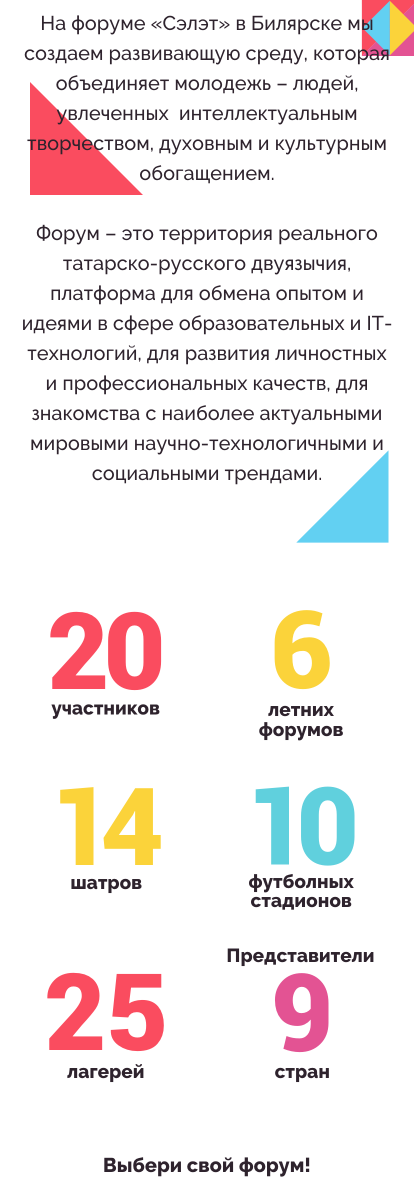 На форуме «Сэлэт» в Билярске мы
создаем развивающую среду, которая
объединяет молодежь – людей,
увлеченных интеллектуальным
творчеством, духовным и культурным
обогащением.
Форум – это территория реального
татарско-русского двуязычия,
платформа для обмена опытом и
идеями в сфере образовательных и IT-
технологий, для развития личностных
и профессиональных качеств, для
знакомства с наиболее актуальными
мировыми научно-технологичными и
социальными трендами.
20
участников
6
летних
форумов
14
шатров
10
футболных
стадионов
25
лагерей
Представители
9
стран
Выбери свой форум!